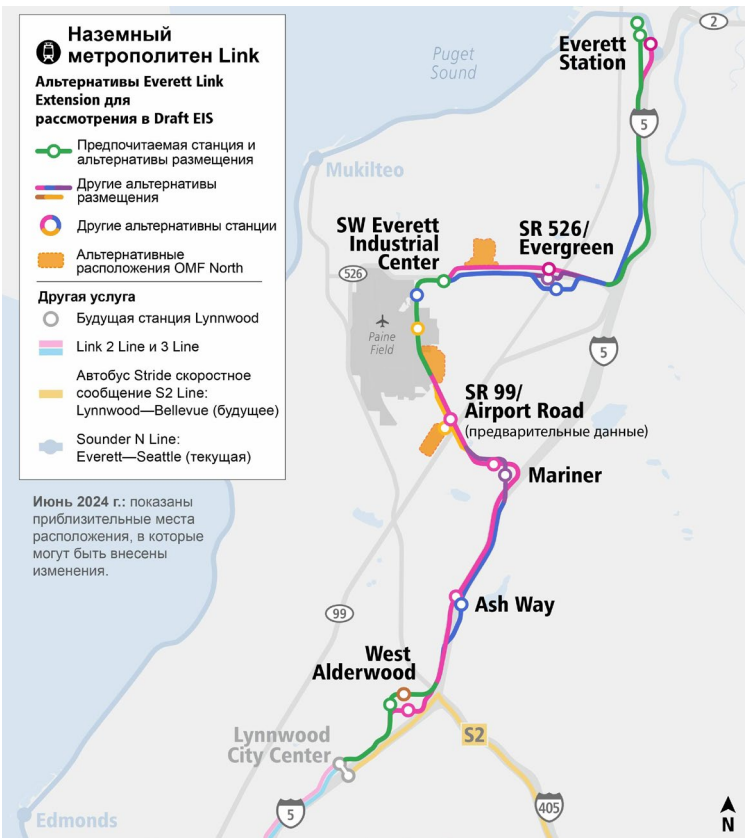 Наземный
метрополитен Link
Альтернативы Everett Link
Extension для
рассмотрения в Draft EIS
Предпочитаемая станция и
альтернативы размещения
Другие альтернативы
размещения
Другие альтернативны станции
Альтернативные
расположения OMF North
Другая услуга
Будущая станция Lynnwood
Link 2 Line и 3 Line
Автобус Stride скоростное
сообщение S2 Line:
Lynnwood—Bellevue (будущее)
Sounder N Line:
Everett—Seattle (текущая)
Июнь 2024 г.: показаны
приблизительные места
расположения, в которые
могут быть внесены
изменения.
2
Everett
Station
Puget
Sound
5
Mukilteo
SW Everett
Industrial
Center
SR 526/
Evergreen
526
Paine
Field
5
SR 99/
Airport Road
(предварительные данные)
Mariner
Ash Way
99
West
Alderwood
Lynnwood
City Center
S2
405
5
Edmonds
N